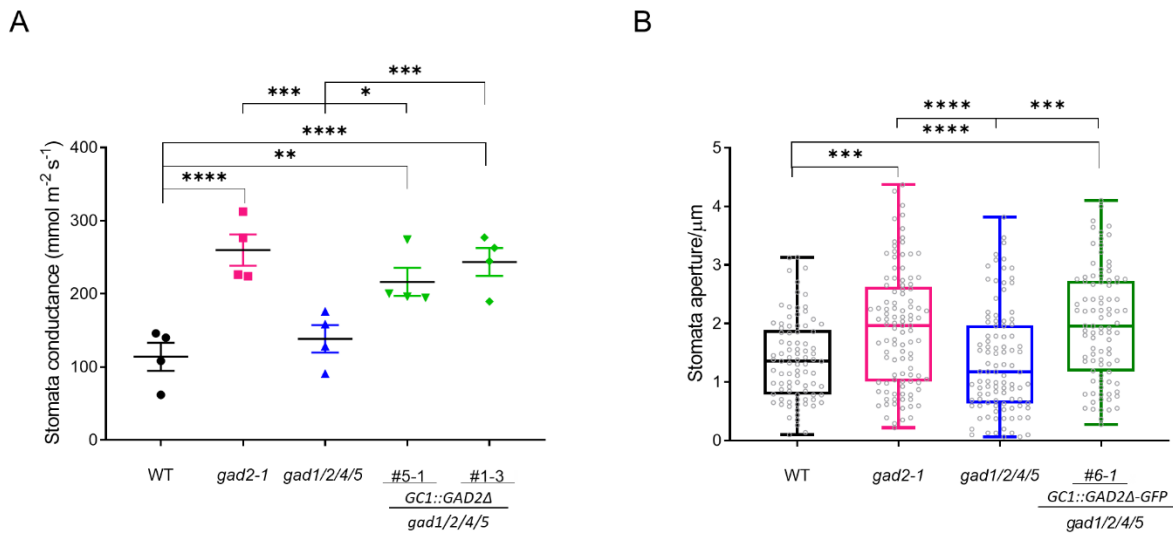 A
***
*** *
****
**
****
Stomata conductance (mmol m⁻² s⁻¹)
400
300
200
100
0
WT gad2-1 gad1/2/4/5 #5-1 #1-3
GC1::GAD2Δ
gad1/2/4/5
B
**** ***
****
***
Stomata aperture/μm
5
4
3
2
1
0
WT gad2-1 gad1/2/4/5 #6-1
GC1::GAD2Δ-GFP
gad1/2/4/5